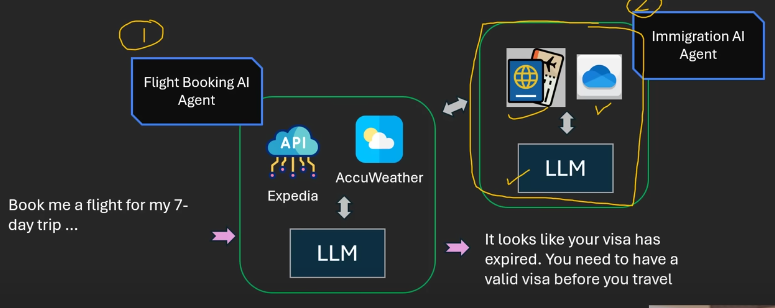 1
2
Flight Booking AI
Agent
Immigration AI
Agent
API
Expedia
AccuWeather
LLM
LLM
Book me a flight for my 7-
day trip ...
It looks like your visa has
expired. You need to have a
valid visa before you travel